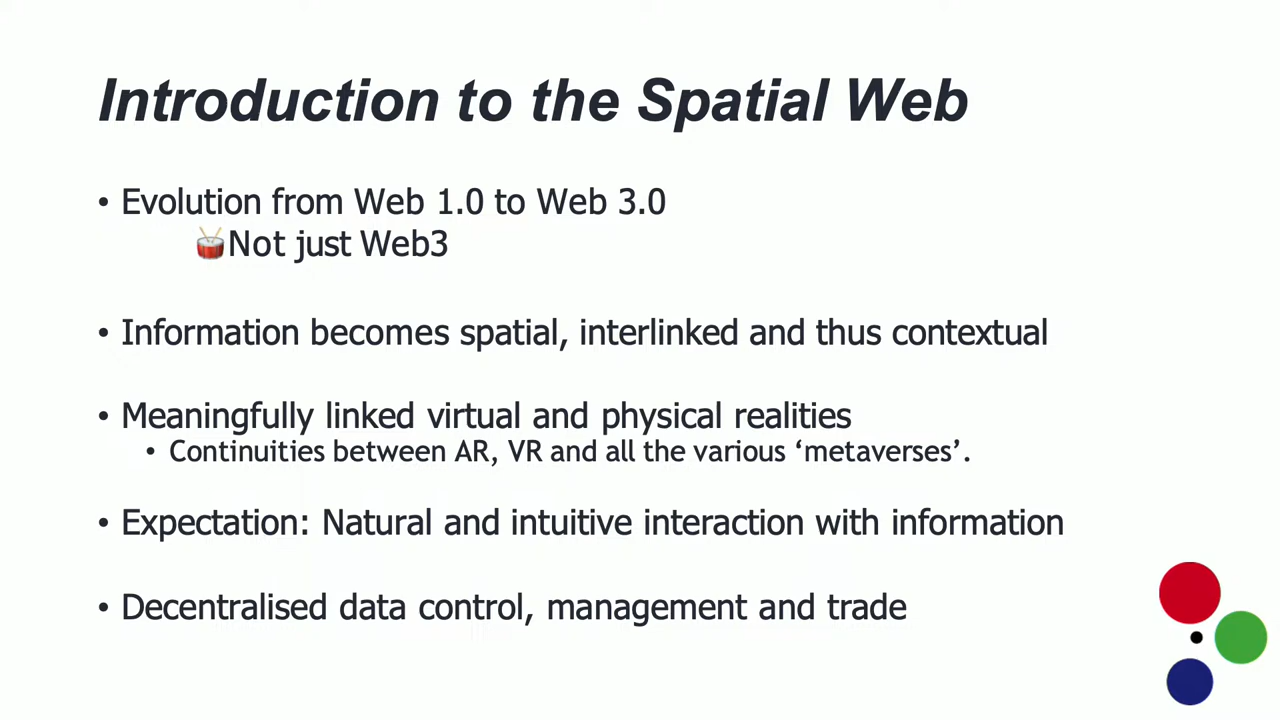 Introduction to the Spatial Web
• Evolution from Web 1.0 to Web 3.0
🥁Not just Web3
• Information becomes spatial, interlinked and thus contextual
• Meaningfully linked virtual and physical realities
• Continuities between AR, VR and all the various ‘metaverses’.
• Expectation: Natural and intuitive interaction with information
• Decentralised data control, management and trade